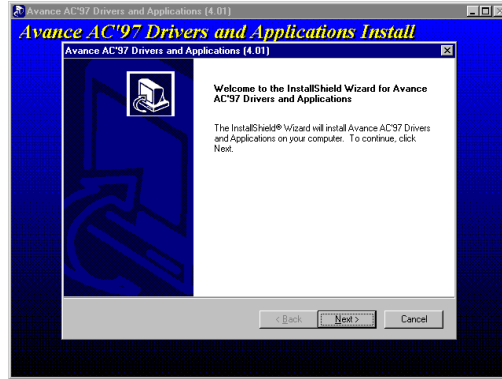 Avance AC'97 Drivers and Applications (4.01)
Avance AC'97 Drivers and Applications Install
Avance AC'97 Drivers and Applications (4.01)
Welcome to the InstallShield Wizard for Avance
AC'97 Drivers and Applications
The InstallShield® Wizard will install Avance AC'97 Drivers
and Applications on your computer. To continue, click
Next.
< Back
Next >
Cancel